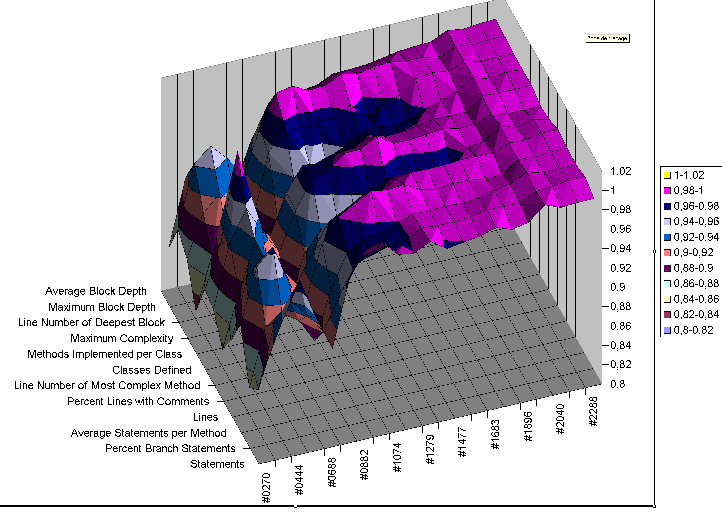 1.02
1
0,98
0,96
0,94
0,92
0,9
0,88
0,86
0,84
0,82
0.8
1-1.02
0,98-1
0,96-0.98
0,94-0,96
0,92-0,94
0,9-0,92
0,88-0.9
0,86-0,88
0,84-0,86
0,82-0,84
0,8-0.82
Average Block Depth
Maximum Block Depth
Line Number of Deepest Block
Maximum Complexity
Methods Implemented per Class
Classes Defined
Line Number of Most Complex Method
Percent Lines with Comments
Lines
Average Statements per Method
Percent Branch Statements
Statements
#0270
#0444
#0688
#0882
#1074
#1279
#1477
#1683
#1896
#2040
#2288